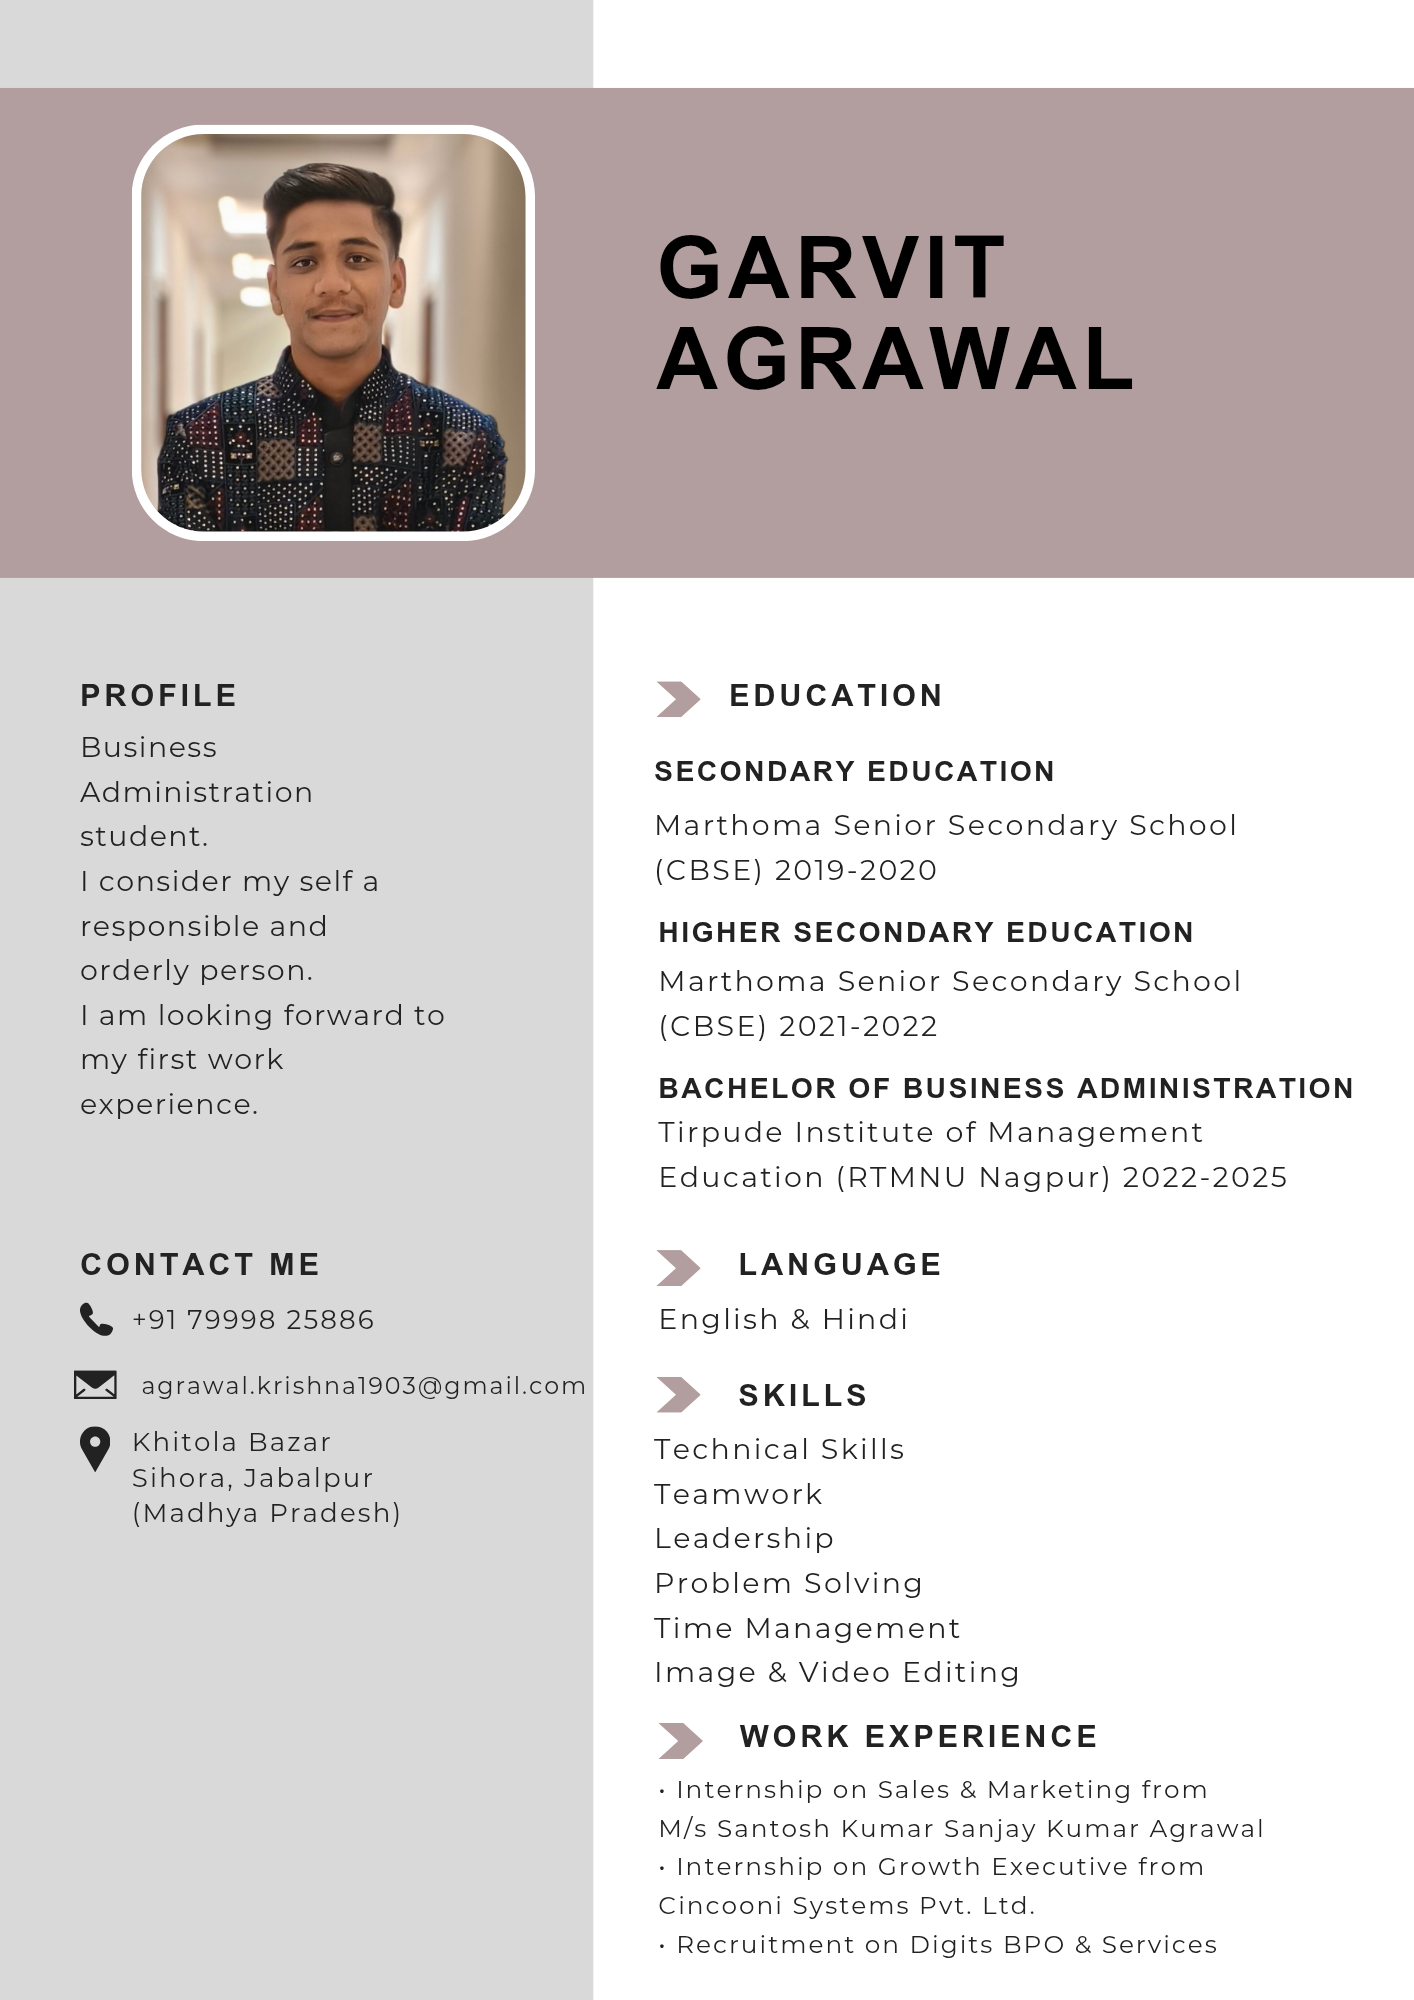 GARVIT
AGRAWAL
PROFILE
Business
Administration
student.
I consider my self a
responsible and
orderly person.
I am looking forward to
my first work
experience.
CONTACT ME
+91 79998 25886
agrawal.krishna1903@gmail.com
Khitola Bazar
Sihora, Jabalpur
(Madhya Pradesh)
EDUCATION
SECONDARY EDUCATION
Marthoma Senior Secondary School
(CBSE) 2019-2020
HIGHER SECONDARY EDUCATION
Marthoma Senior Secondary School
(CBSE) 2021-2022
BACHELOR OF BUSINESS ADMINISTRATION
Tirpude Institute of Management
Education (RTMNU Nagpur) 2022-2025
LANGUAGE
English & Hindi
SKILLS
Technical Skills
Teamwork
Leadership
Problem Solving
Time Management
Image & Video Editing
WORK EXPERIENCE
• Internship on Sales & Marketing from
M/s Santosh Kumar Sanjay Kumar Agrawal
• Internship on Growth Executive from
Cincooni Systems Pvt. Ltd.
• Recruitment on Digits BPO & Services